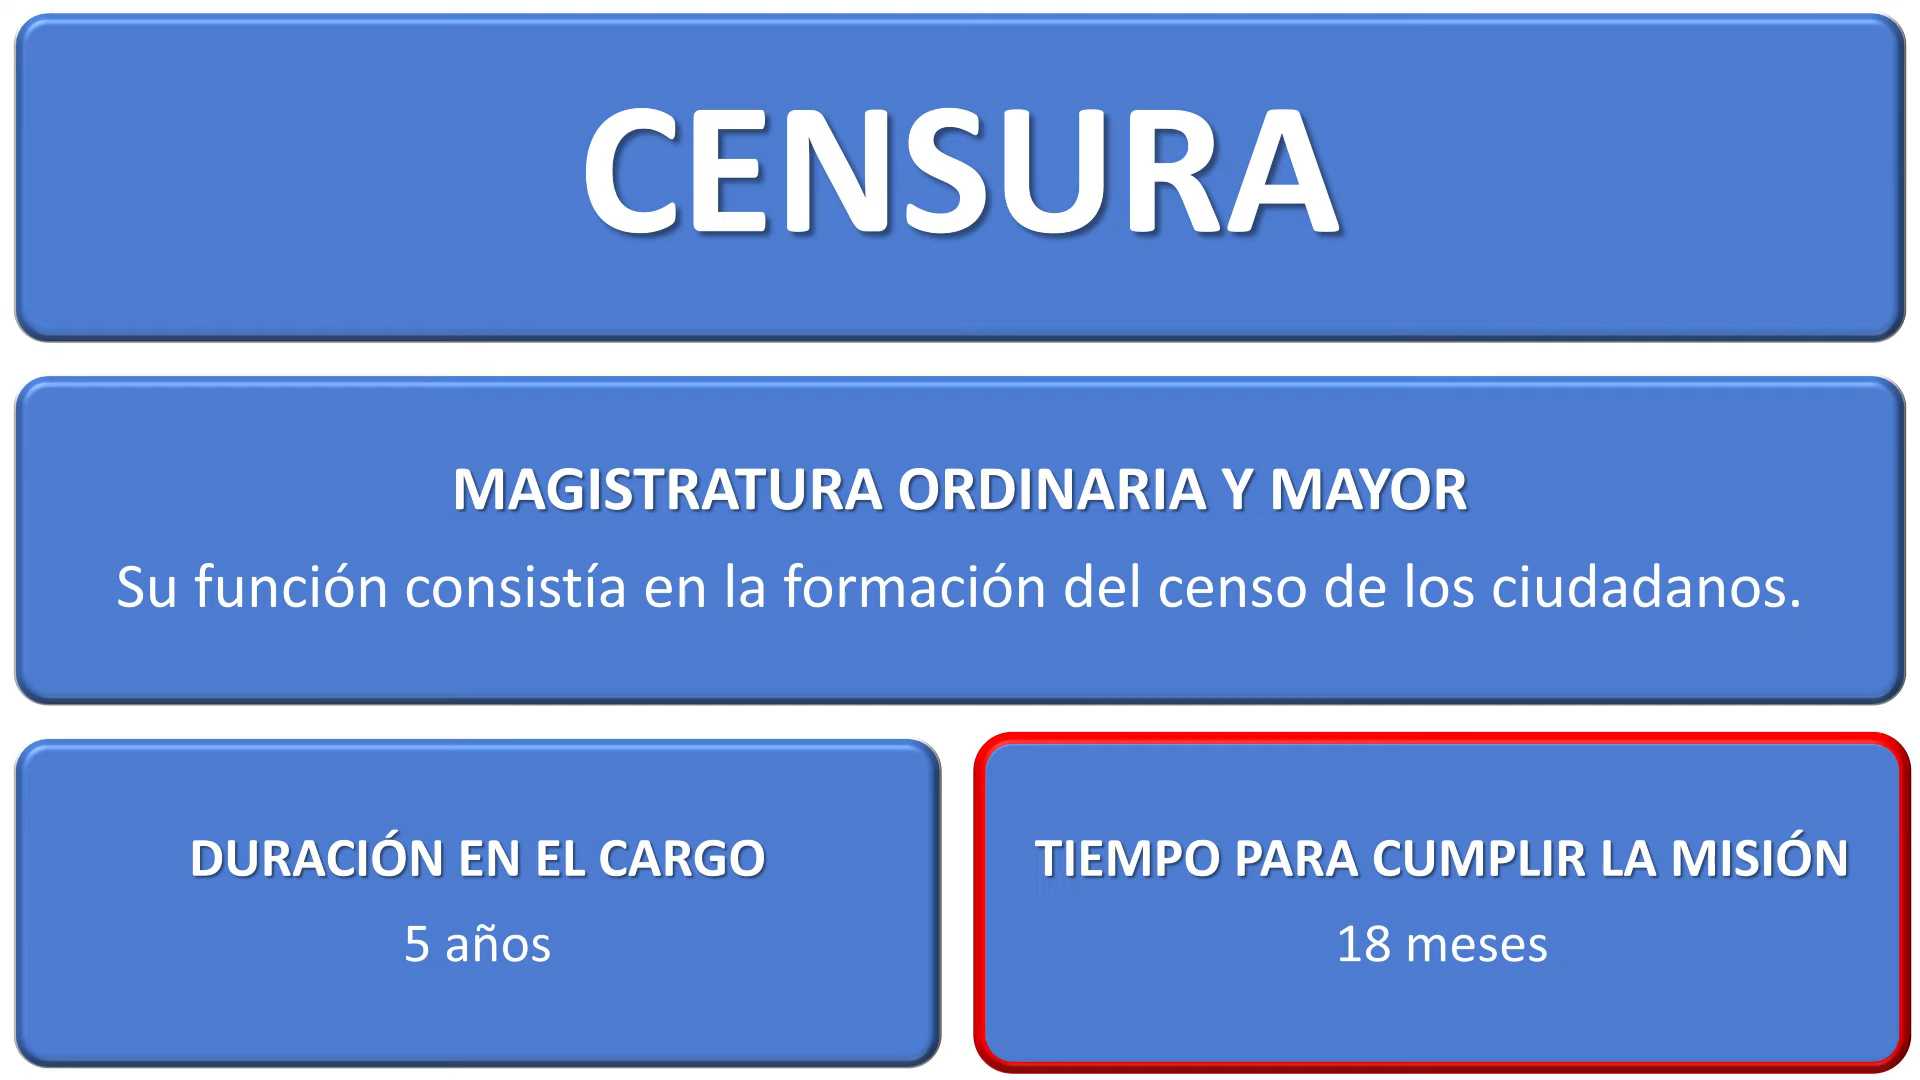 CENSURA
MAGISTRATURA ORDINARIA Y MAYOR
Su función consistía en la formación del censo de los ciudadanos.
DURACIÓN EN EL CARGO
5 años
TIEMPO PARA CUMPLIR LA MISIÓN
18 meses